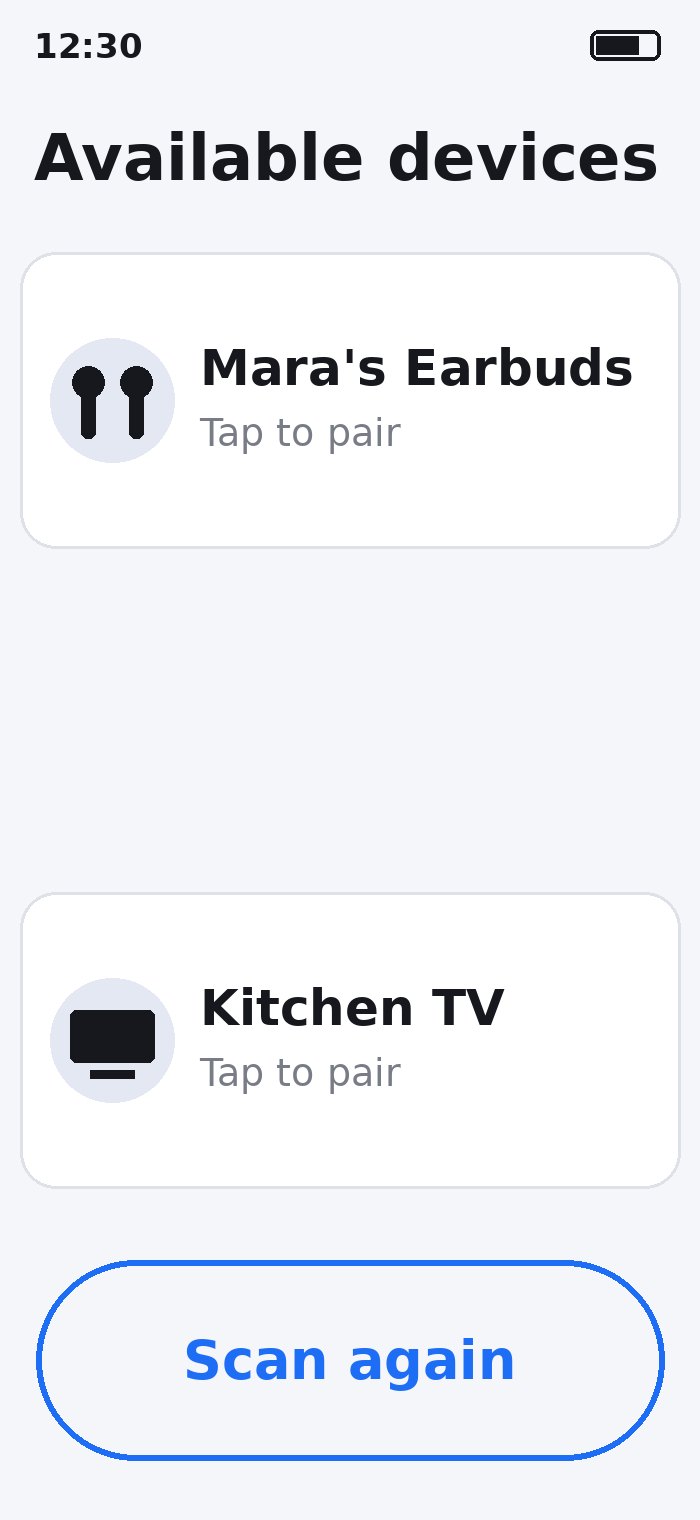 12:30
Available devices
Mara's Earbuds
Tap to pair
Kitchen TV
Tap to pair
Scan again